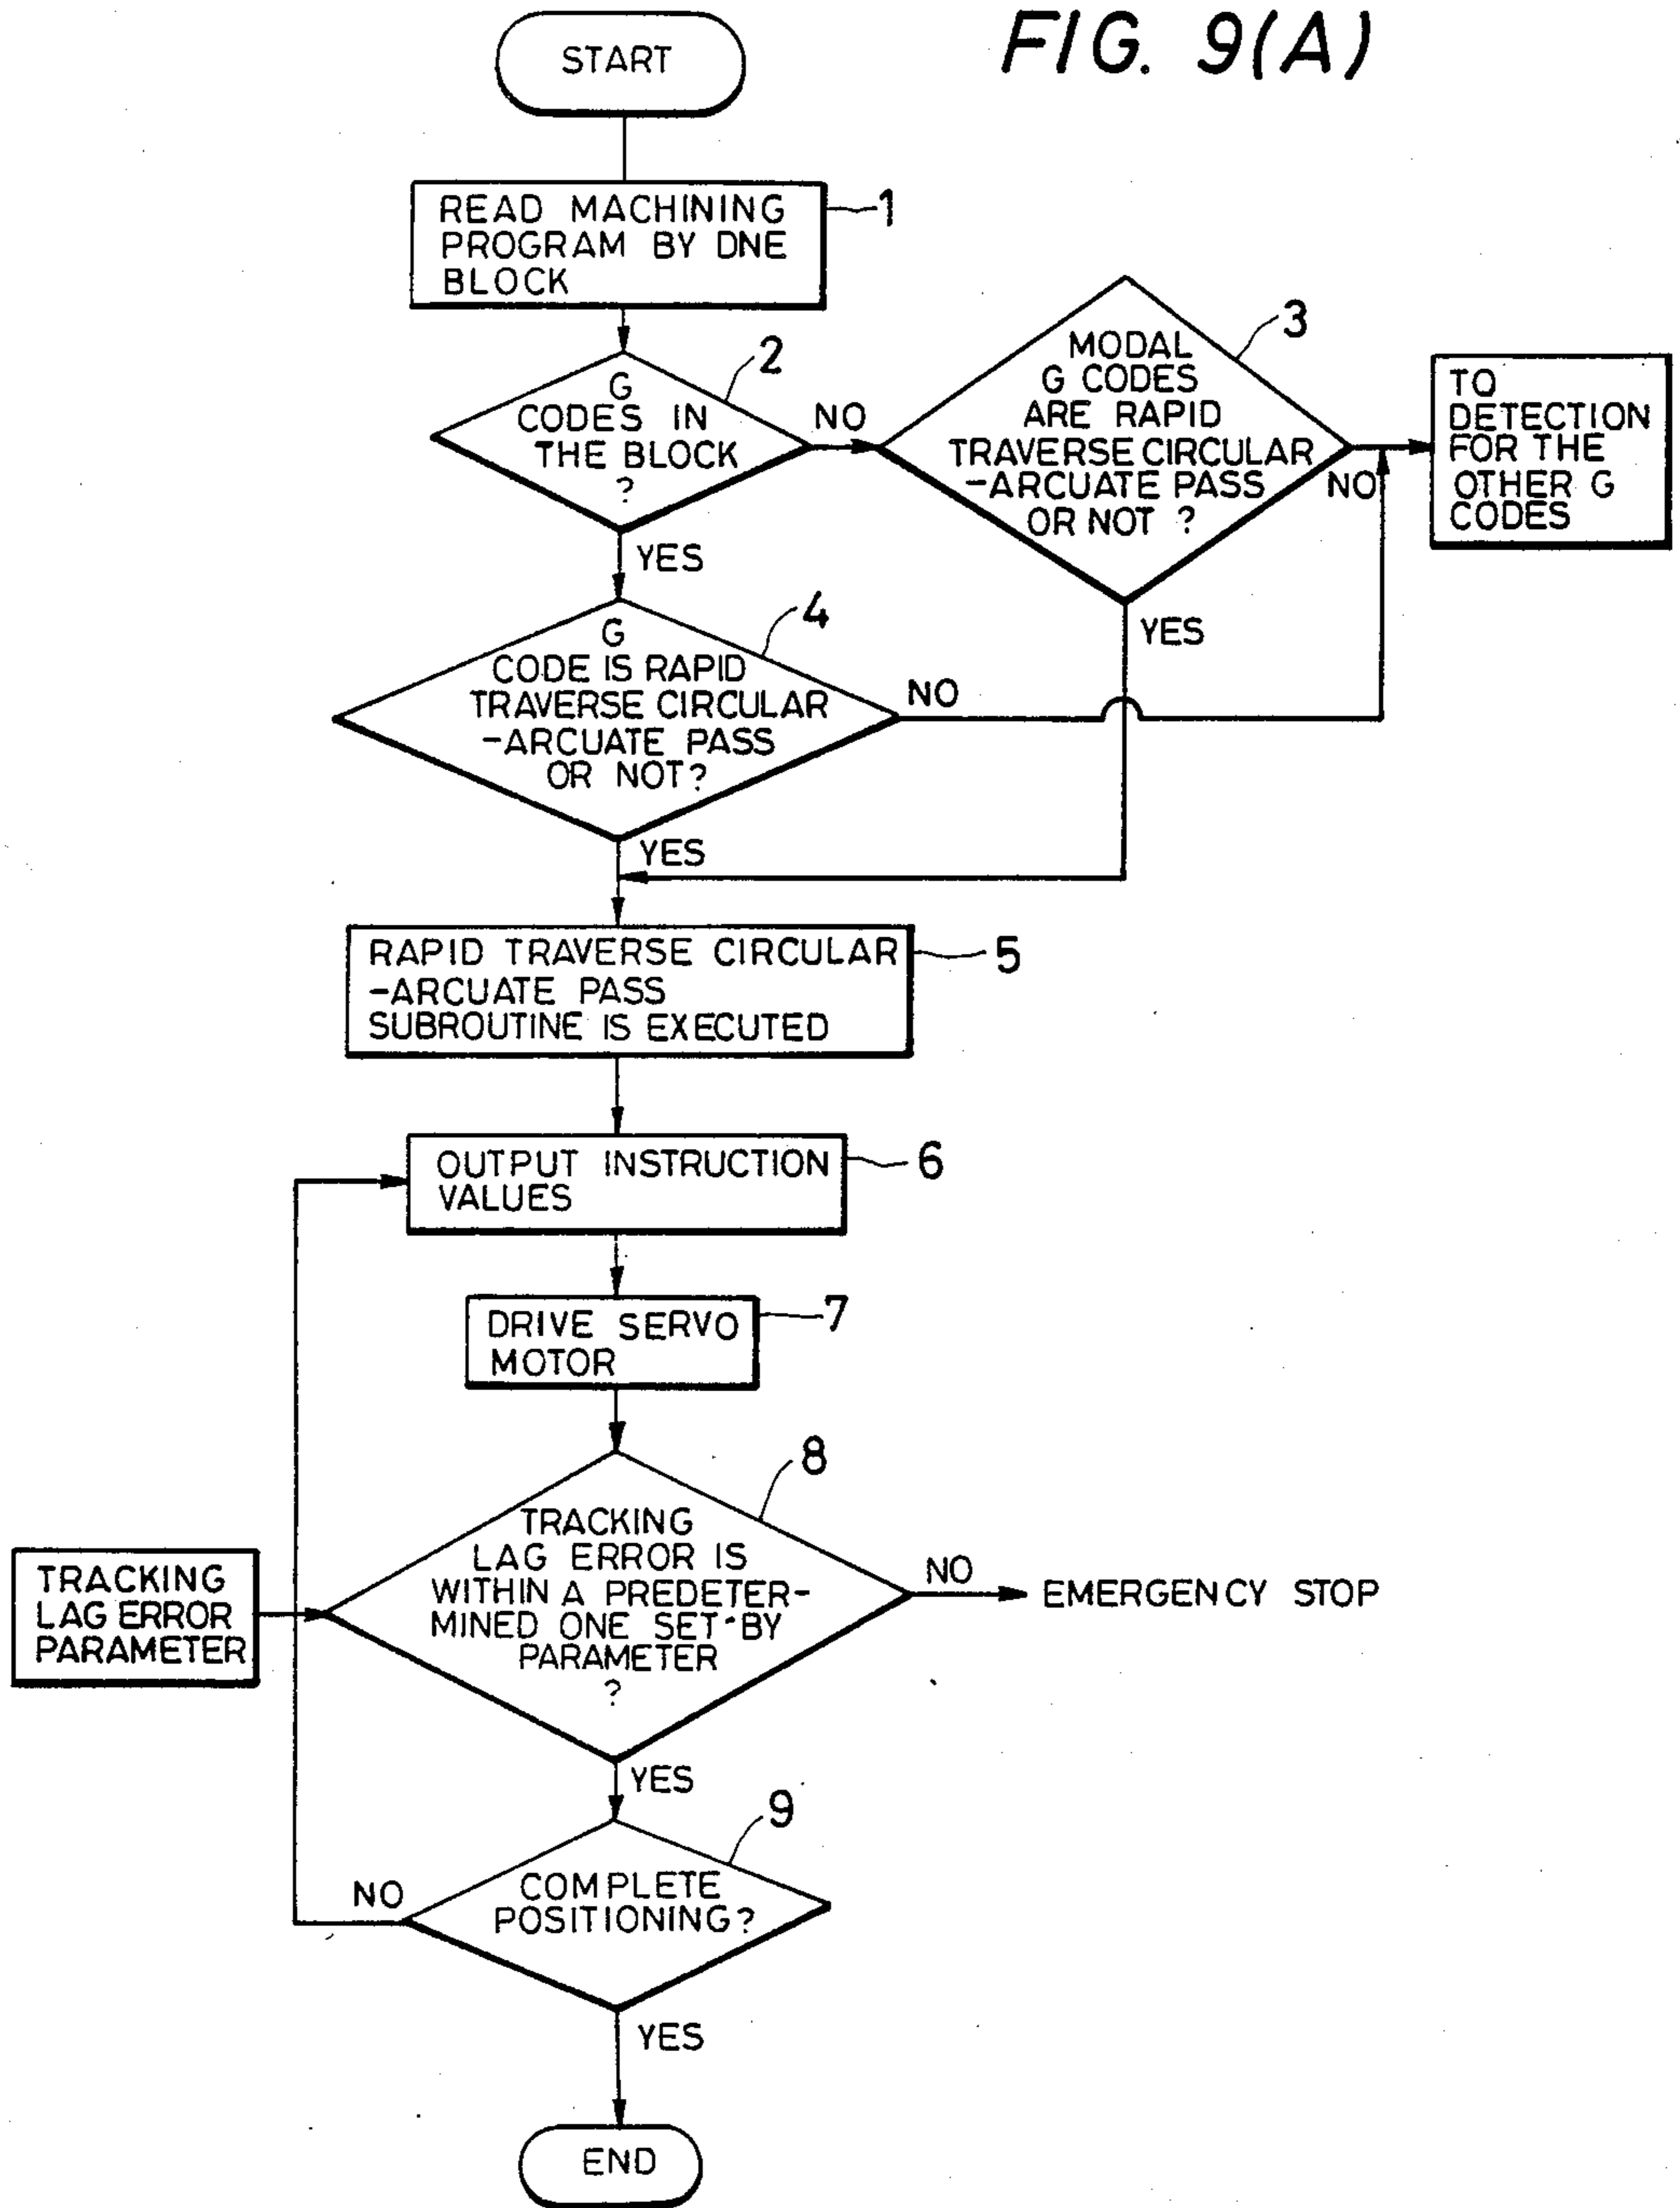 FIG. 9(A)
START
READ MACHINING
PROGRAM BY DNE
BLOCK
1
G
CODES IN
THE BLOCK
?
2
NO
YES
MODAL
G CODES
ARE RAPID
TRAVERSE CIRCULAR
-ARCUATE PASS
OR NOT ?
3
NO
YES
TO
DETECTION
FOR THE
OTHER G
CODES
G
CODE IS RAPID
TRAVERSE CIRCULAR
-ARCUATE PASS
OR NOT?
4
NO
YES
RAPID TRAVERSE CIRCULAR
-ARCUATE PASS
SUBROUTINE IS EXECUTED
5
OUTPUT INSTRUCTION
VALUES
6
DRIVE SERVO
MOTOR
7
TRACKING
LAG ERROR
PARAMETER
TRACKING
LAG ERROR IS
WITHIN A PREDETER-
MINED ONE SET BY
PARAMETER
?
8
NO
EMERGENCY STOP
YES
COMPLETE
POSITIONING?
9
NO
YES
END